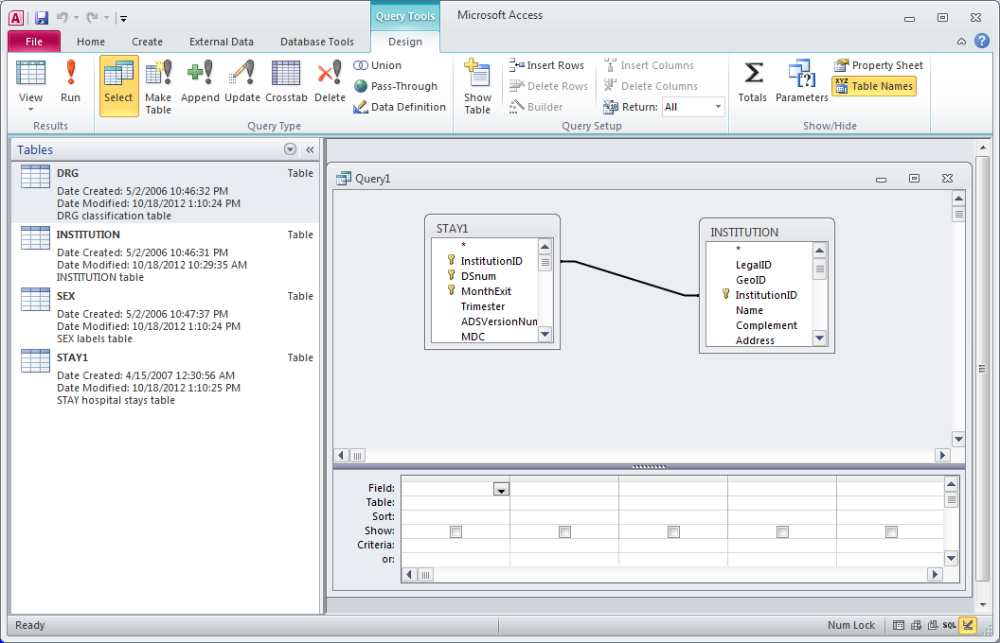 Query Tools Microsoft Access
File Home Create External Data Database Tools Design
View Run Select Make Table Append Update Crosstab Delete
Union
Pass-Through
Data Definition
Show Table
Insert Rows
Delete Rows
Builder
Insert Columns
Delete Columns
Return: All
Totals Parameters
Property Sheet
XYZ Table Names
Results Query Type Query Setup Show/Hide
Tables
DRG Table
Date Created: 5/2/2006 10:46:32 PM
Date Modified: 10/18/2012 1:10:24 PM
DRG classification table
INSTITUTION Table
Date Created: 5/2/2006 10:46:31 PM
Date Modified: 10/18/2012 10:29:35 AM
INSTITUTION table
SEX Table
Date Created: 5/2/2006 10:47:37 PM
Date Modified: 10/18/2012 1:10:24 PM
SEX labels table
STAY1 Table
Date Created: 4/15/2007 12:30:56 AM
Date Modified: 10/18/2012 1:10:25 PM
STAY hospital stays table
Query1
STAY1
*
InstitutionID
DSnum
MonthExit
Trimester
ADSVersionNum
MDC
INSTITUTION
*
LegalID
GeoID
InstitutionID
Name
Complement
Address
Field:
Table:
Sort:
Show:
Criteria:
or:
Ready Num Lock SQL